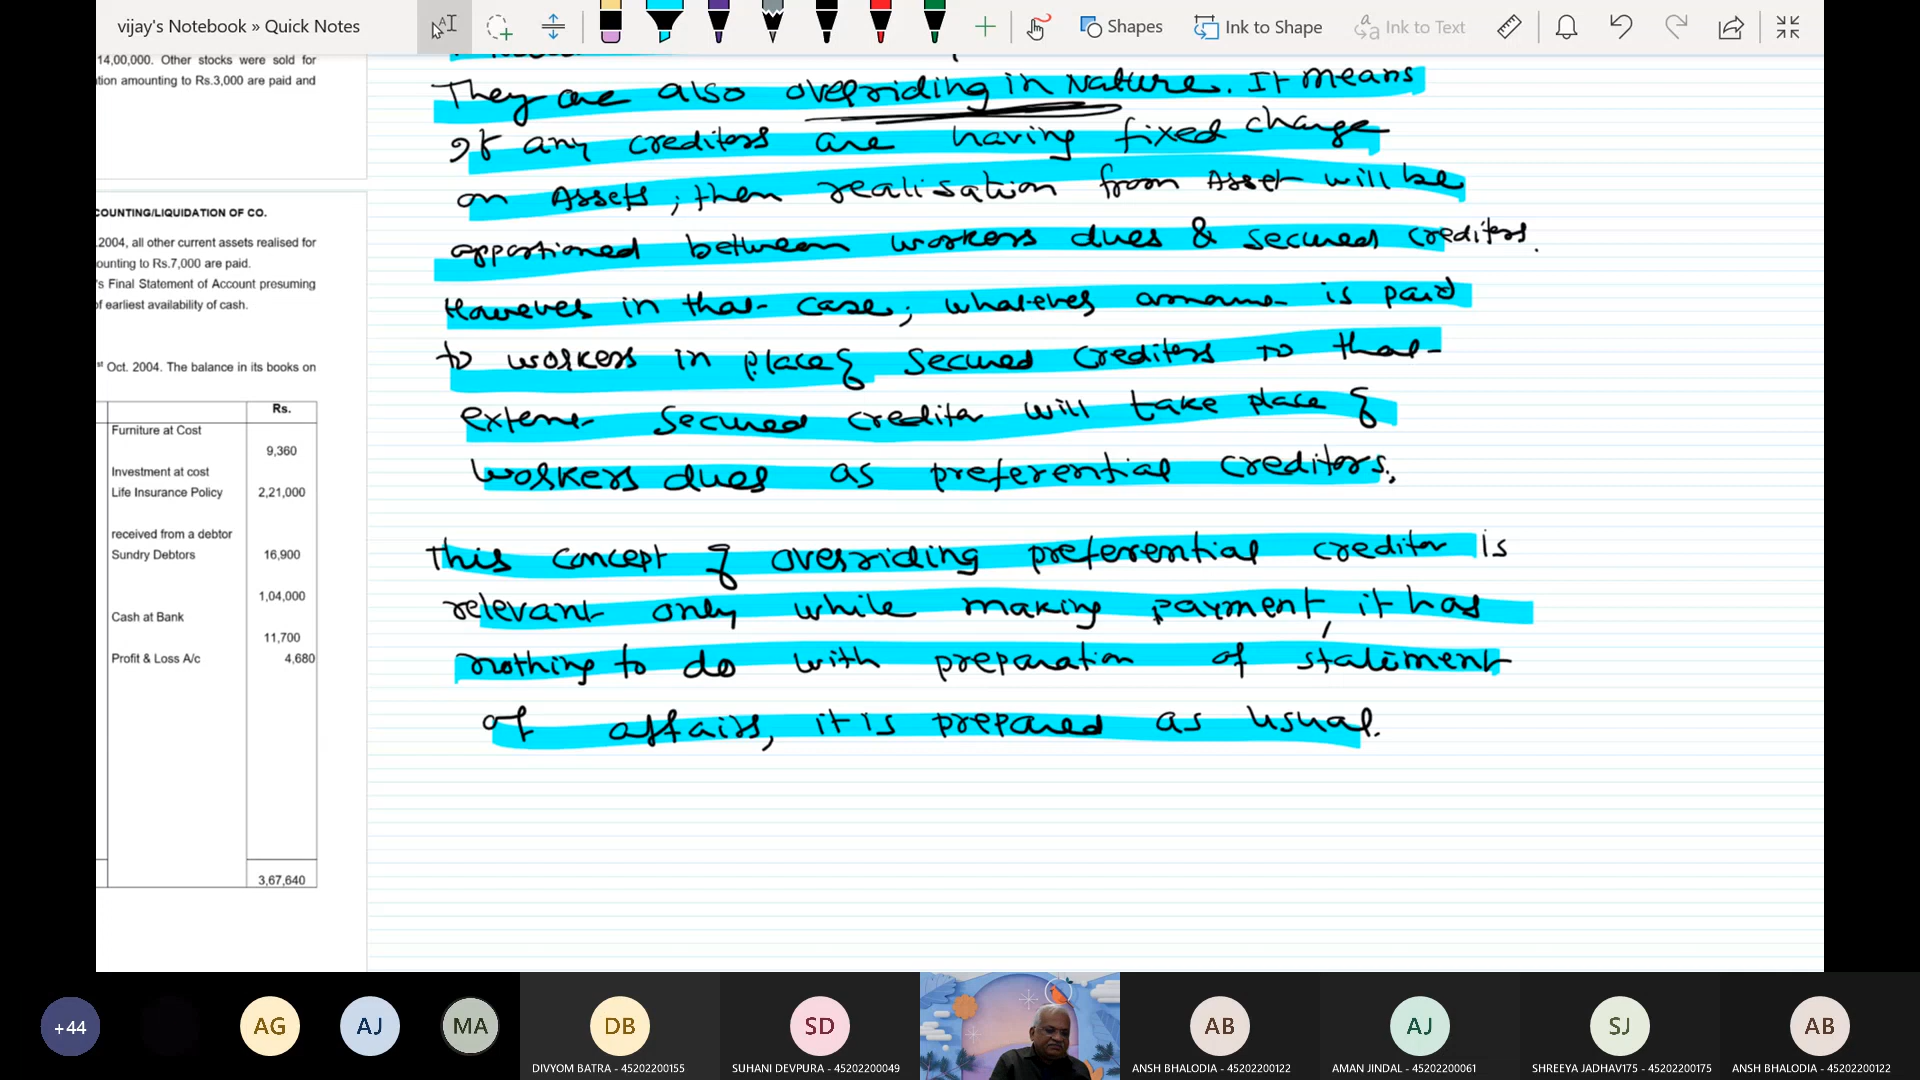 vijay's Notebook » Quick Notes
Shapes
Ink to Shape
Ink to Text
14,00,000. Other stocks were sold for
tion amounting to Rs.3,000 are paid and
COUNTING/LIQUIDATION OF CO.
2004, all other current assets realised for
ounting to Rs.7,000 are paid.
's Final Statement of Account presuming
of earliest availability of cash.
st Oct. 2004. The balance in its books on
Rs.
Furniture at Cost
9,360
Investment at cost
Life Insurance Policy 2,21,000
received from a debtor
Sundry Debtors 16,900
1,04,000
Cash at Bank
11,700
Profit & Loss A/c 4,680
3,67,640
They are also overriding in Nature. It means
If any creditors are having fixed charge
on Assets, then realisation from Asset will be
apportioned between workers dues & secured creditors.
However in that case, whatever amount is paid
to workers in place of Secured Creditors to that
extent Secured creditor will take place of
workers dues as preferential creditors.
This concept of overriding preferential creditor is
relevant only while making payment, it has
nothing to do with preparation of statement
of affairs, it is prepared as usual.
+44
AG
AJ
MA
DB
DIVYOM BATRA - 45202200155
SD
SUHANI DEVPURA - 45202200049
AB
ANSH BHALODIA - 45202200122
AJ
AMAN JINDAL - 45202200061
SJ
SHREEYA JADHAV175 - 45202200175
AB
ANSH BHALODIA - 45202200122